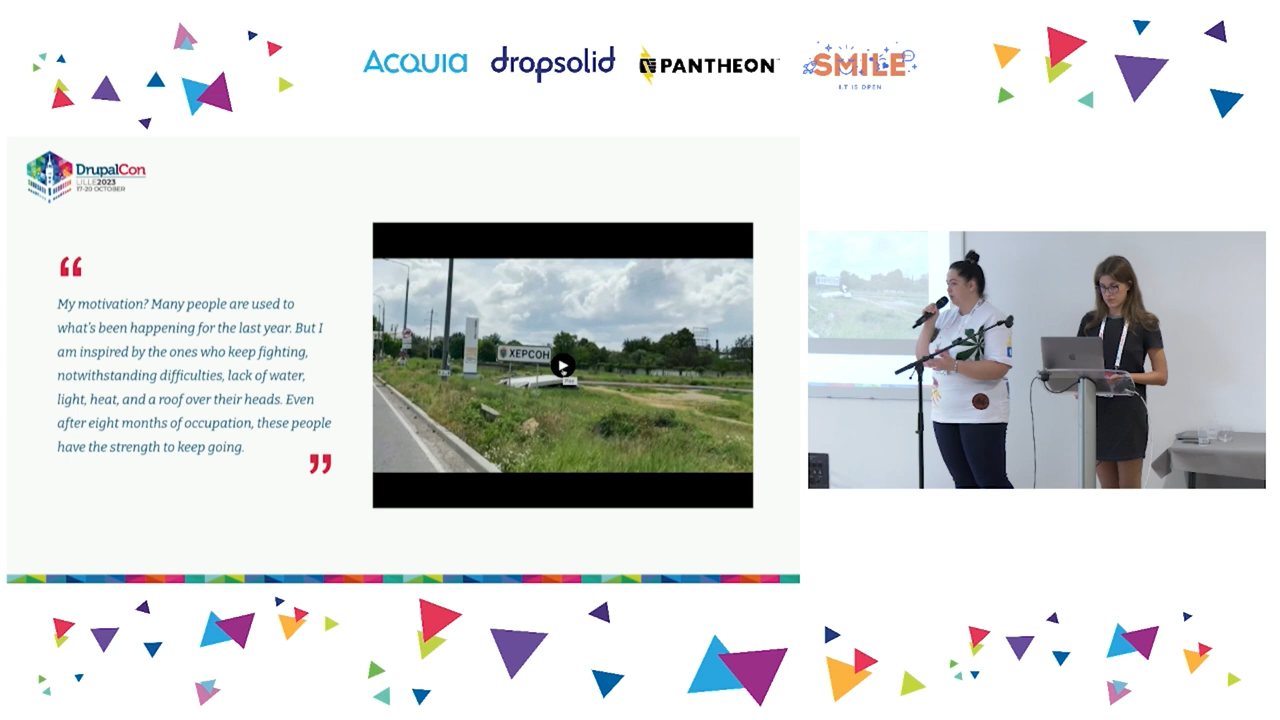 ACQUIA
dropsolid
PANTHEON
SMILE
I.T IS OPEN
DrupalCon
LILLE2023
17-20 OCTOBER
“
My motivation? Many people are used to
what's been happening for the last year. But I
am inspired by the ones who keep fighting,
notwithstanding difficulties, lack of water,
light, heat, and a roof over their heads. Even
after eight months of occupation, these people
have the strength to keep going.
”
ХЕРСОН
Play